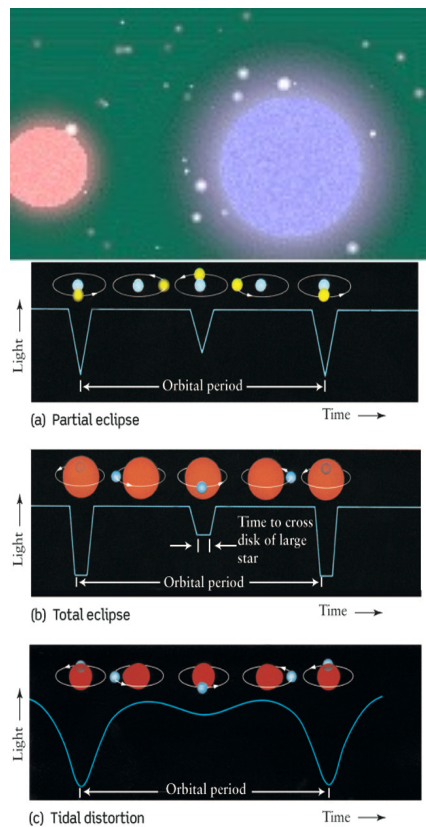 Light
Orbital period
(a) Partial eclipse
Time
Light
Time to cross
disk of large
star
Orbital period
(b) Total eclipse
Time
Light
Orbital period
(c) Tidal distortion
Time